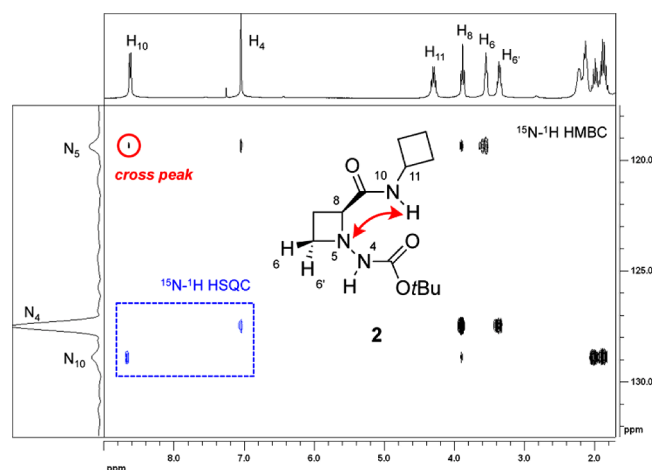 H10
H4
H11
H8
H6
H6'
15N-1H HMBC
N5
cross peak
120.0
10
11
O
N
H
8
H
N
4
O
6
5
N
H
6'
H
OtBu
125.0
15N-1H HSQC
N4
2
N10
130.0
ppm
8.0 7.0 6.0 5.0 4.0 3.0 2.0
ppm